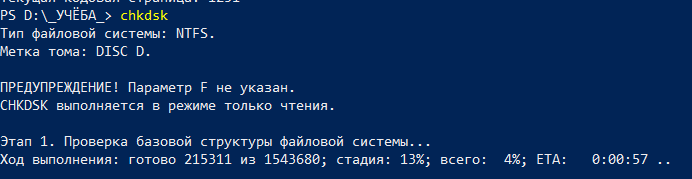 Текущая кодовая страница: 1251
PS D:\_УЧЁБА_> chkdsk
Тип файловой системы: NTFS.
Метка тома: DISC D.
ПРЕДУПРЕЖДЕНИЕ! Параметр F не указан.
CHKDSK выполняется в режиме только чтения.
Этап 1. Проверка базовой структуры файловой системы...
Ход выполнения: готово 215311 из 1543680; стадия: 13%; всего:  4%; ETA:   0:00:57 ..